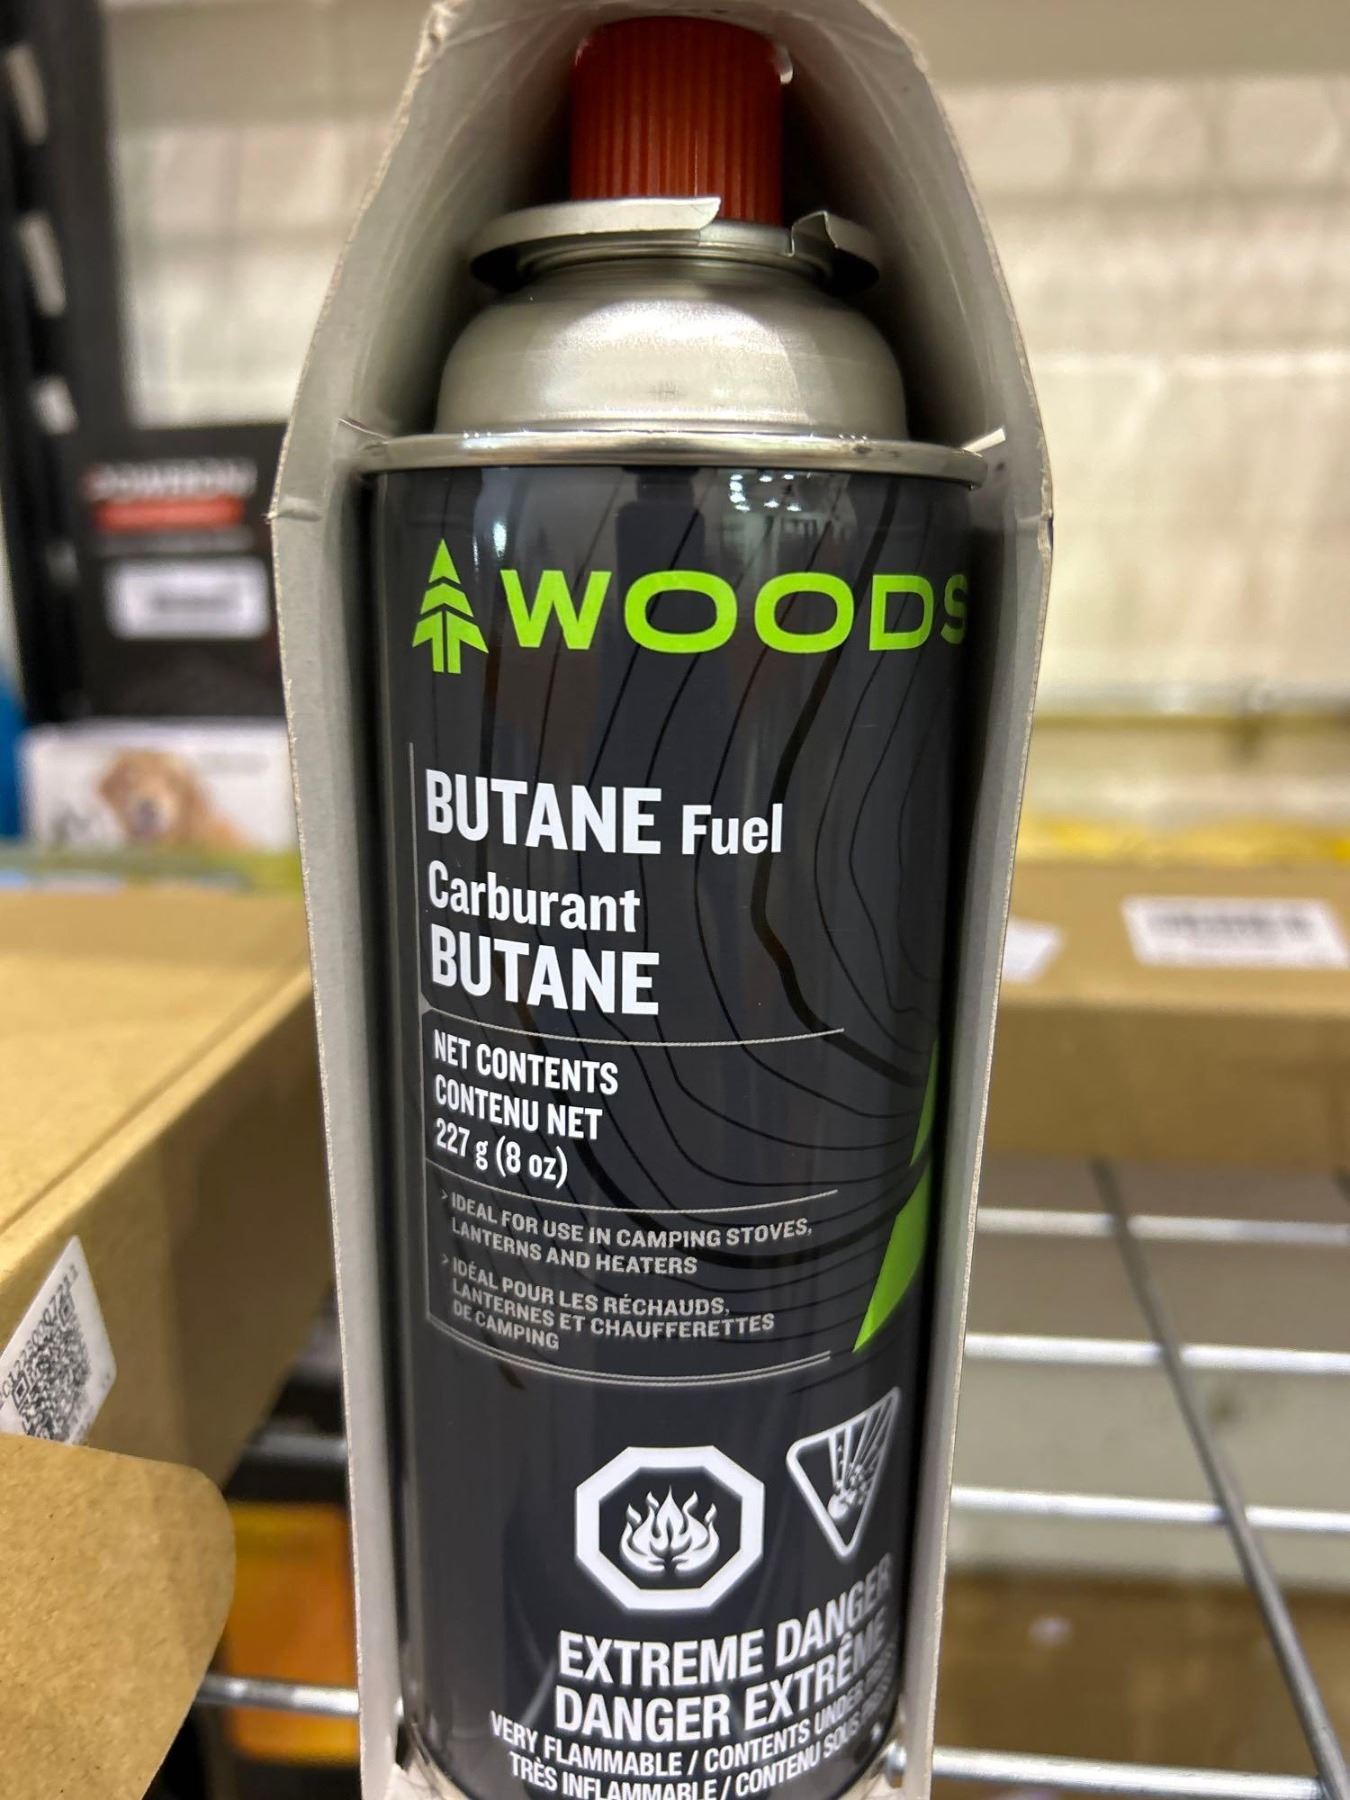 WOODS
BUTANE Fuel
Carburant
BUTANE
NET CONTENTS
CONTENU NET
227 g (8 oz)
> IDEAL FOR USE IN CAMPING STOVES,
LANTERNS AND HEATERS
> IDÉAL POUR LES RÉCHAUDS,
LANTERNES ET CHAUFFERETTES
DE CAMPING
EXTREME DANGER
DANGER EXTRÊME
VERY FLAMMABLE / CONTENTS UNDER
TRÈS INFLAMMABLE / CONTENU SOUS